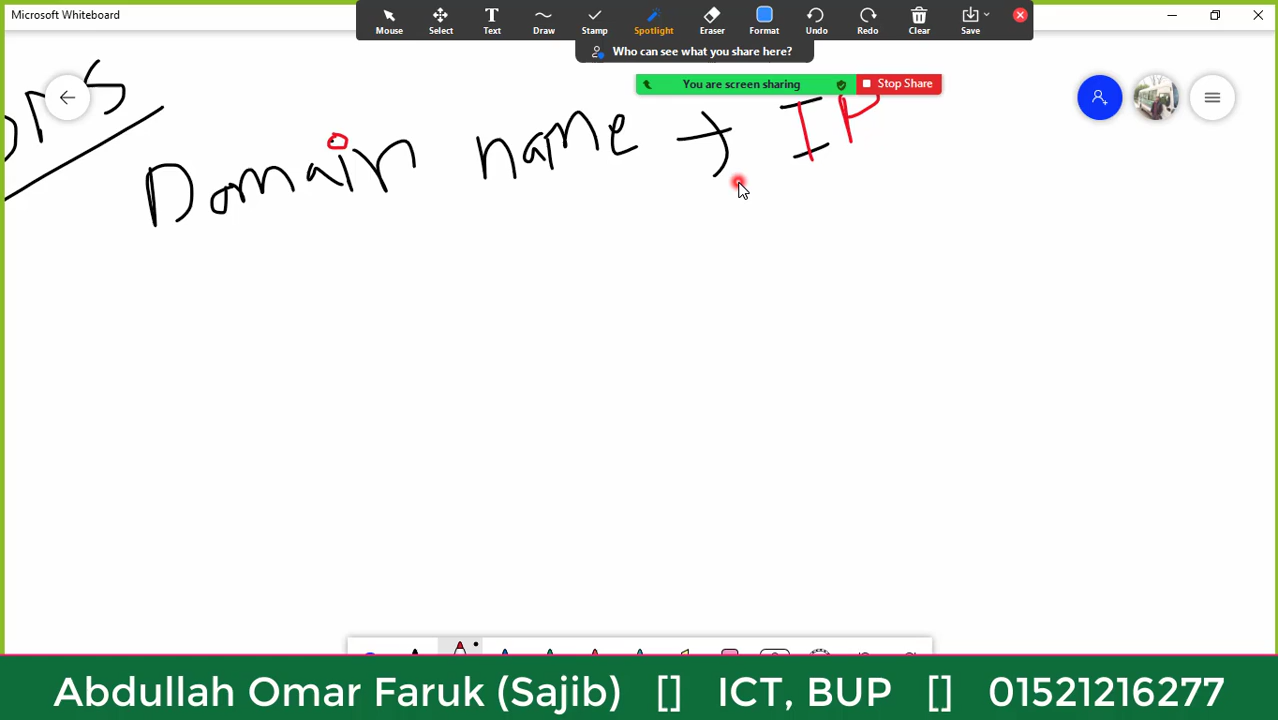 Microsoft Whiteboard
Mouse Select Text Draw Stamp Spotlight Eraser Format Undo Redo Clear Save
Who can see what you share here?
You are screen sharing Stop Share
DNS
Domain name → IP
Abdullah Omar Faruk (Sajib) [] ICT, BUP [] 01521216277